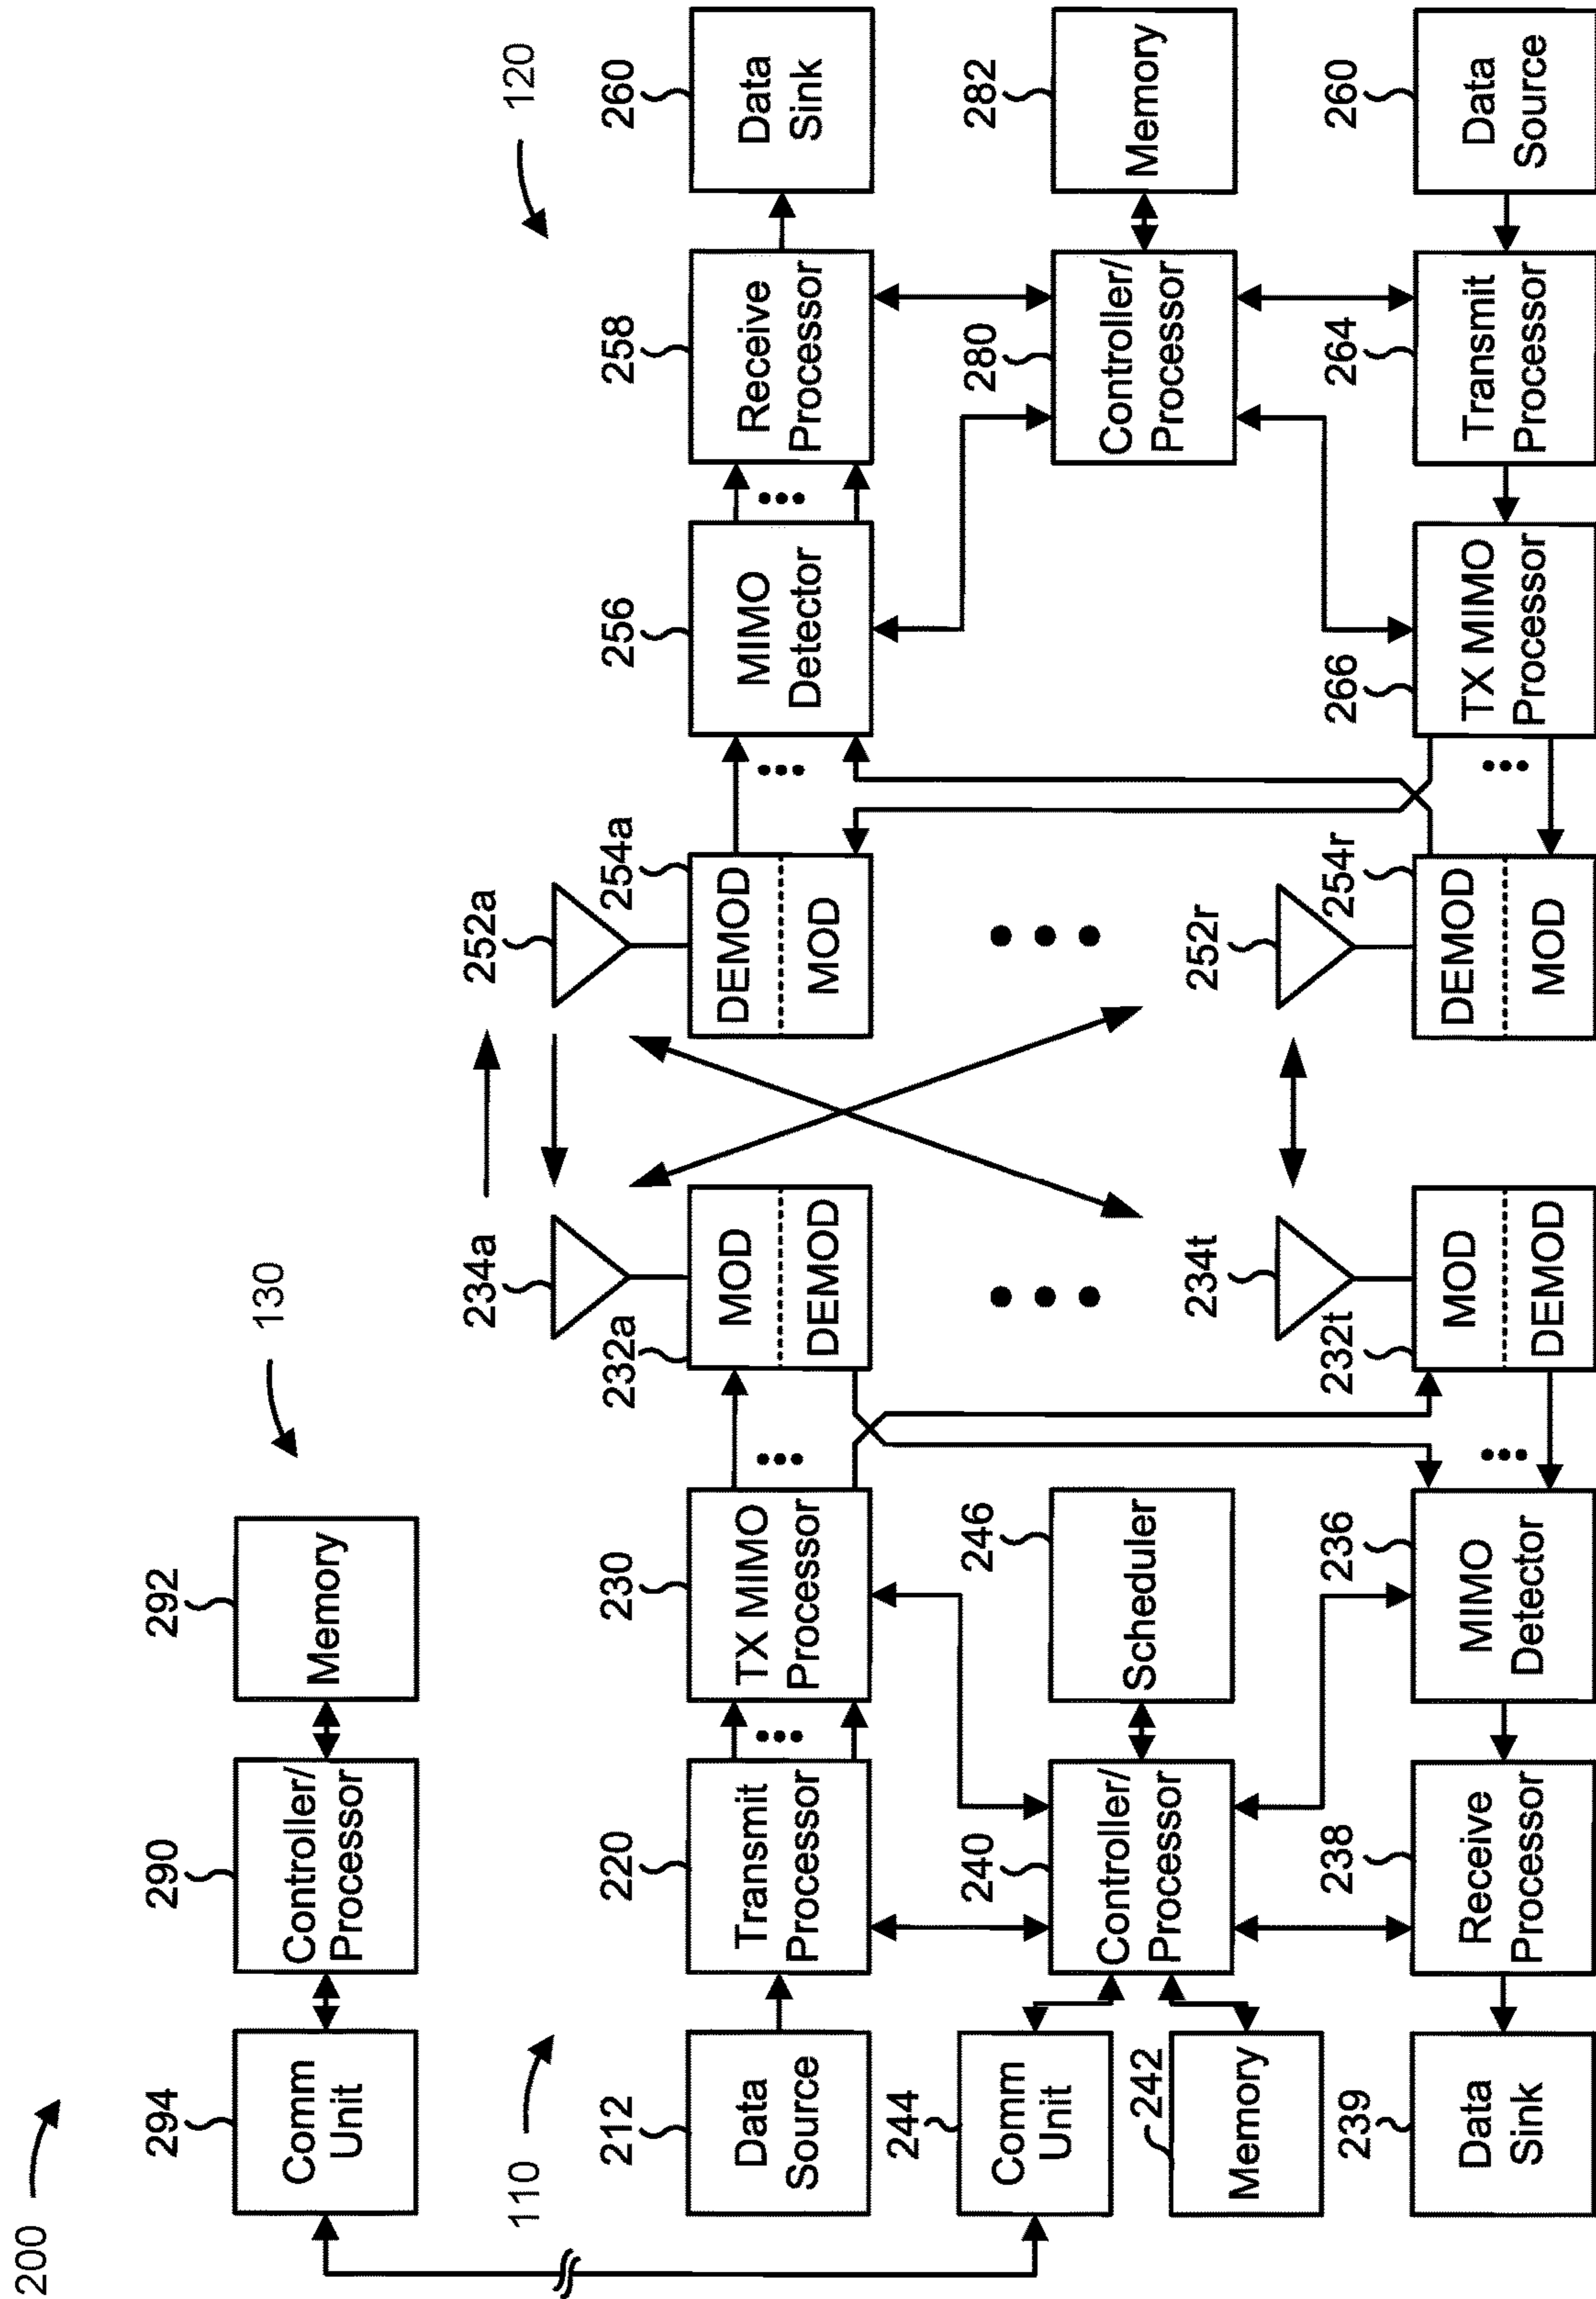 200
294
Comm
Unit
290
Controller/
Processor
292
Memory
130
110
212
Data
Source
220
Transmit
Processor
230
TX MIMO
Processor
232a
MOD
DEMOD
234a
252a
254a
DEMOD
MOD
256
MIMO
Detector
258
Receive
Processor
260
Data
Sink
120
244
Comm
Unit
242
Memory
240
Controller/
Processor
246
Scheduler
280
Controller/
Processor
282
Memory
239
Data
Sink
238
Receive
Processor
236
MIMO
Detector
232t
MOD
DEMOD
234t
252r
254r
DEMOD
MOD
266
TX MIMO
Processor
264
Transmit
Processor
260
Data
Source